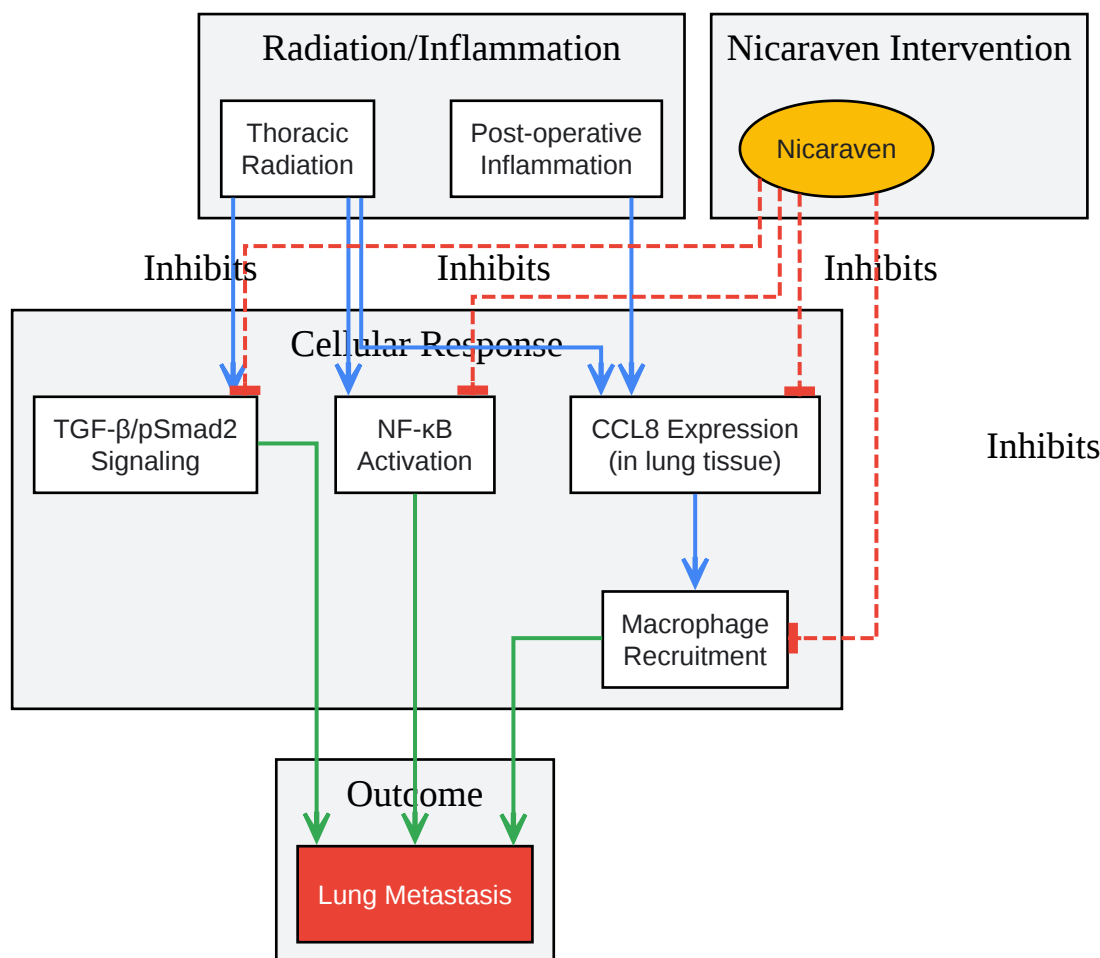 Radiation/Inflammation
Nicaraven Intervention
Thoracic
Radiation
Post-operative
Inflammation
Nicaraven
Inhibits
Inhibits
Inhibits
Cellular Response
TGF-β/pSmad2
Signaling
NF-κB
Activation
CCL8 Expression
(in lung tissue)
Inhibits
Macrophage
Recruitment
Outcome
Lung Metastasis